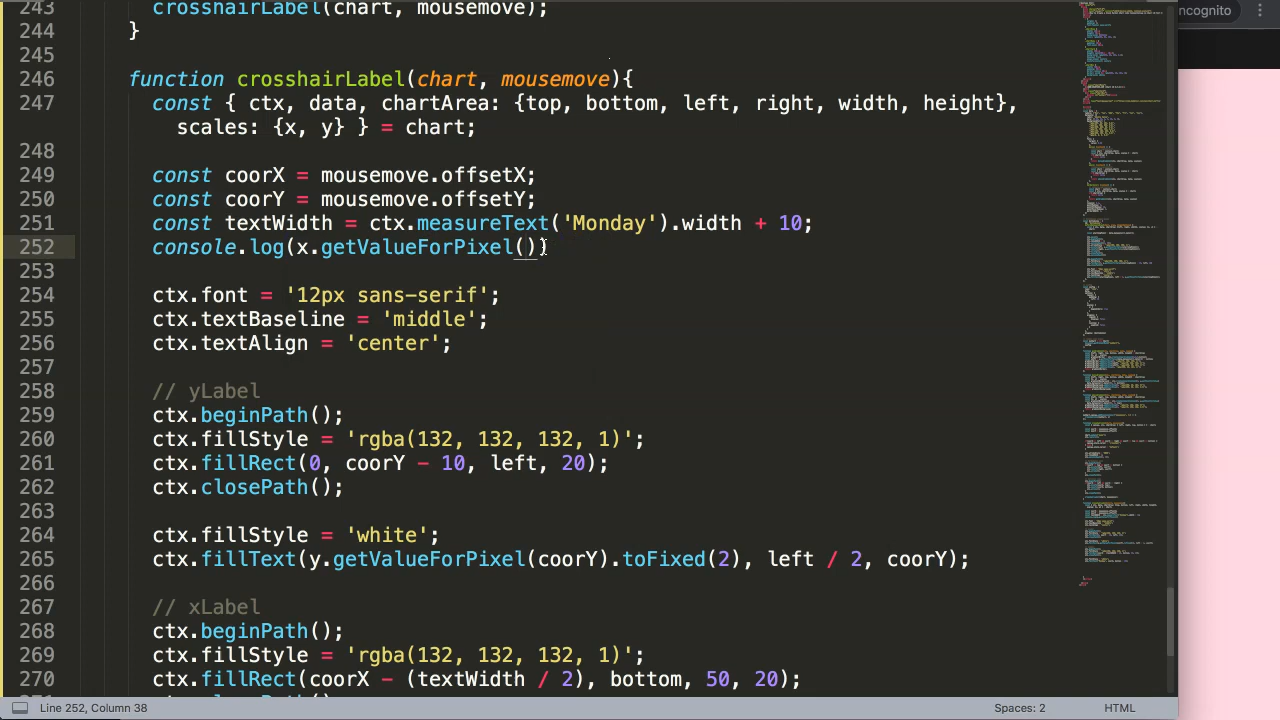 243 crosshairLabel(chart, mousemove);
244 }
245
246 function crosshairLabel(chart, mousemove){
247 const { ctx, data, chartArea: {top, bottom, left, right, width, height},
scales: {x, y} } = chart;
248
249 const coorX = mousemove.offsetX;
250 const coorY = mousemove.offsetY;
251 const textWidth = ctx.measureText('Monday').width + 10;
252 console.log(x.getValueForPixel())
253
254 ctx.font = '12px sans-serif';
255 ctx.textBaseline = 'middle';
256 ctx.textAlign = 'center';
257
258 // yLabel
259 ctx.beginPath();
260 ctx.fillStyle = 'rgba(132, 132, 132, 1)';
261 ctx.fillRect(0, coorY - 10, left, 20);
262 ctx.closePath();
263
264 ctx.fillStyle = 'white';
265 ctx.fillText(y.getValueForPixel(coorY).toFixed(2), left / 2, coorY);
266
267 // xLabel
268 ctx.beginPath();
269 ctx.fillStyle = 'rgba(132, 132, 132, 1)';
270 ctx.fillRect(coorX - (textWidth / 2), bottom, 50, 20);
Line 252, Column 38
Spaces: 2
HTML